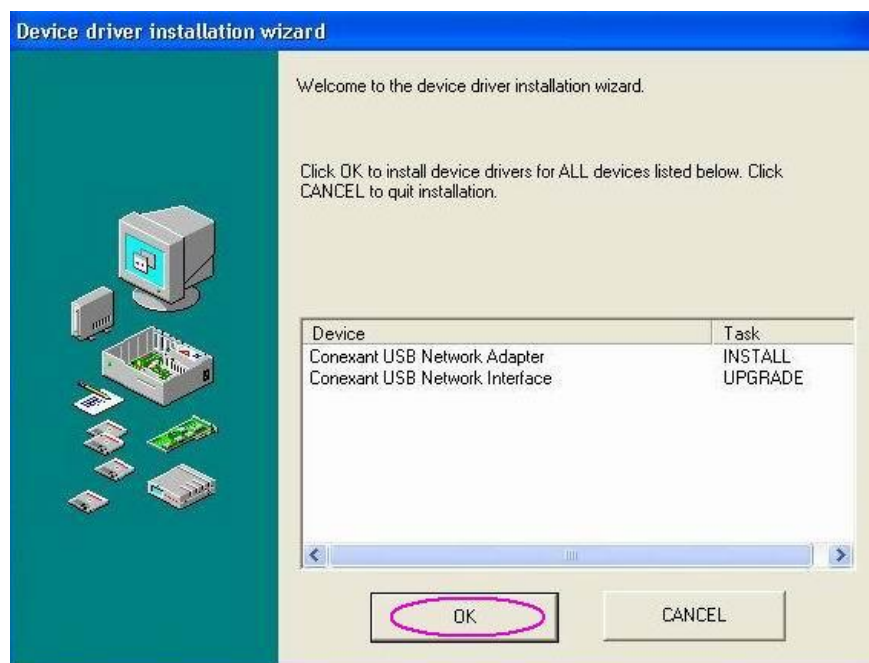 Device driver installation wizard
Welcome to the device driver installation wizard.
Click OK to install device drivers for ALL devices listed below. Click
CANCEL to quit installation.
Device Task
Conexant USB Network Adapter INSTALL
Conexant USB Network Interface UPGRADE
OK CANCEL